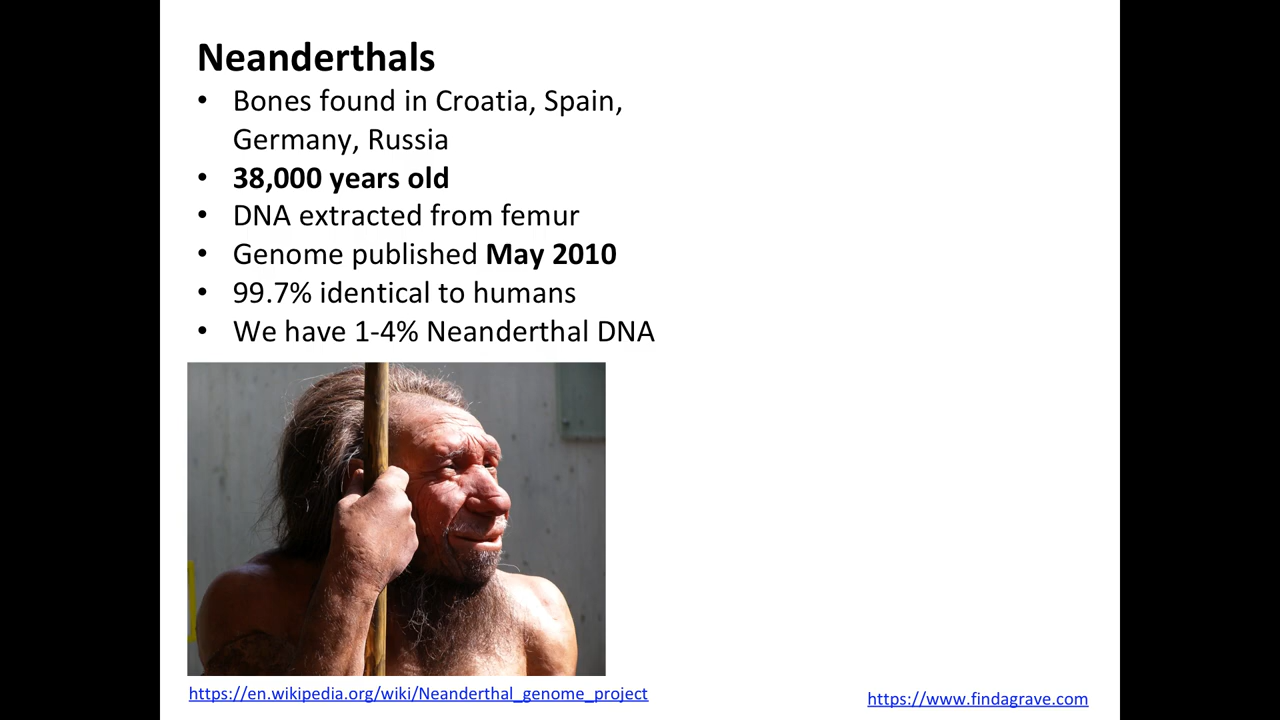 Neanderthals
• Bones found in Croatia, Spain,
Germany, Russia
• 38,000 years old
• DNA extracted from femur
• Genome published May 2010
• 99.7% identical to humans
• We have 1-4% Neanderthal DNA
https://en.wikipedia.org/wiki/Neanderthal_genome_project
https://www.findagrave.com